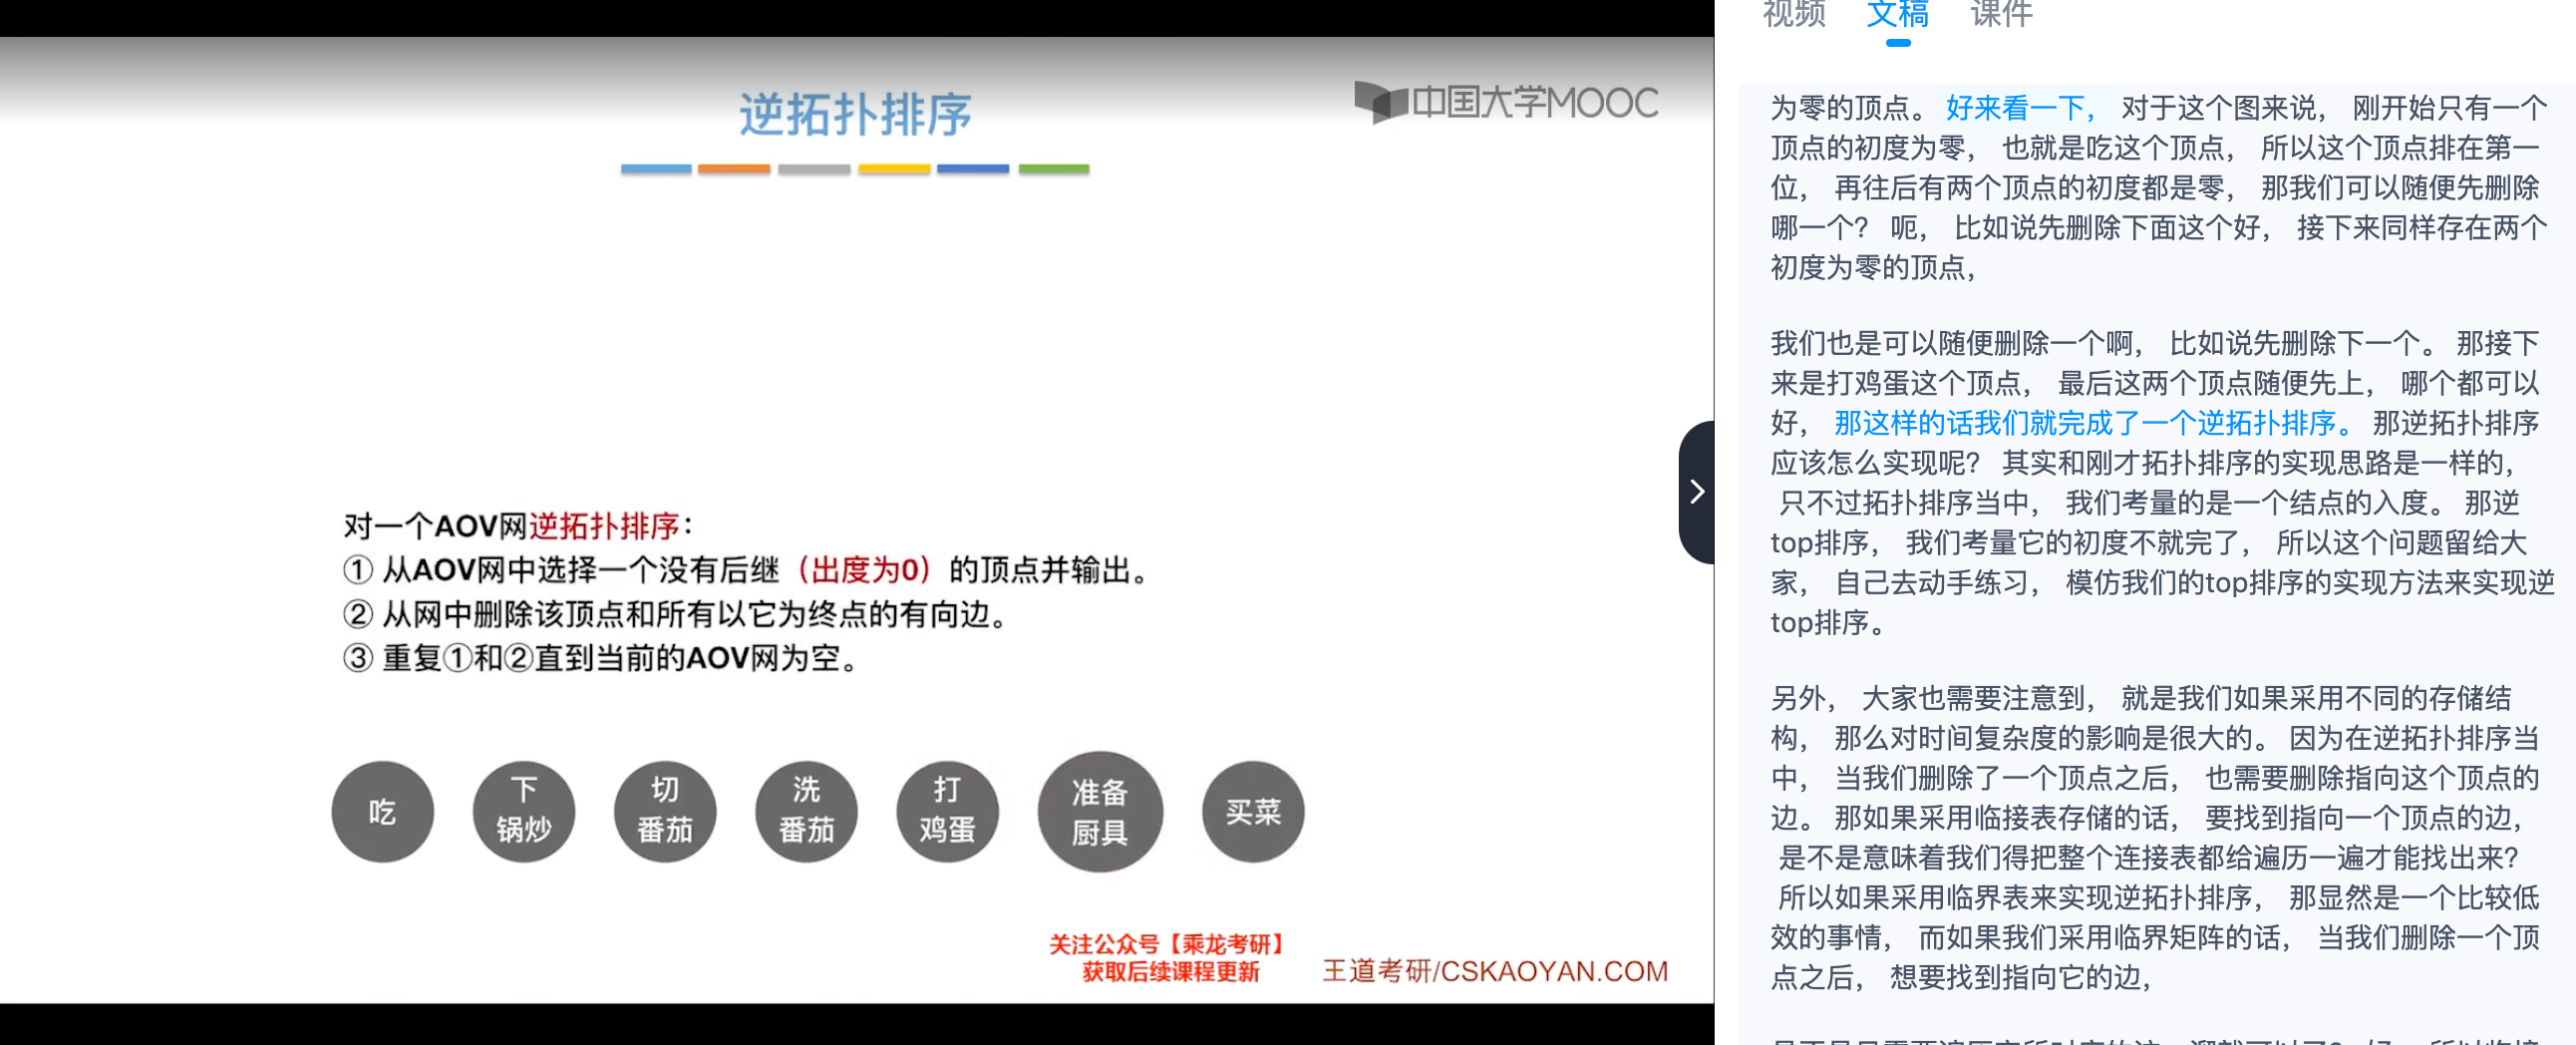 逆拓扑排序
中国大学MOOC
对一个AOV网逆拓扑排序：
① 从AOV网中选择一个没有后继（出度为0）的顶点并输出。
② 从网中删除该顶点和所有以它为终点的有向边。
③ 重复①和②直到当前的AOV网为空。
吃
下
锅炒
切
番茄
洗
番茄
打
鸡蛋
准备
厨具
买菜
关注公众号【乘龙考研】
获取后续课程更新
王道考研/CSKAOYAN.COM
视频 文稿 课件
为零的顶点。 好来看一下， 对于这个图来说， 刚开始只有一个
顶点的初度为零， 也就是吃这个顶点， 所以这个顶点排在第一
位， 再往后有两个顶点的初度都是零， 那我们可以随便先删除
哪一个？ 呃， 比如说先删除下面这个好， 接下来同样存在两个
初度为零的顶点，
我们也是可以随便删除一个啊， 比如说先删除下一个。 那接下
来是打鸡蛋这个顶点， 最后这两个顶点随便先上， 哪个都可以
好， 那这样的话我们就完成了一个逆拓扑排序。 那逆拓扑排序
应该怎么实现呢？ 其实和刚才拓扑排序的实现思路是一样的，
只不过拓扑排序当中， 我们考量的是一个结点的入度。 那逆
top排序， 我们考量它的初度不就完了， 所以这个问题留给大
家， 自己去动手练习， 模仿我们的top排序的实现方法来实现逆
top排序。
另外， 大家也需要注意到， 就是我们如果采用不同的存储结
构， 那么对时间复杂度的影响是很大的。 因为在逆拓扑排序当
中， 当我们删除了一个顶点之后， 也需要删除指向这个顶点的
边。 那如果采用临接表存储的话， 要找到指向一个顶点的边，
是不是意味着我们得把整个连接表都给遍历一遍才能找出来？
所以如果采用临界表来实现逆拓扑排序， 那显然是一个比较低
效的事情， 而如果我们采用临界矩阵的话， 当我们删除一个顶
点之后， 想要找到指向它的边，